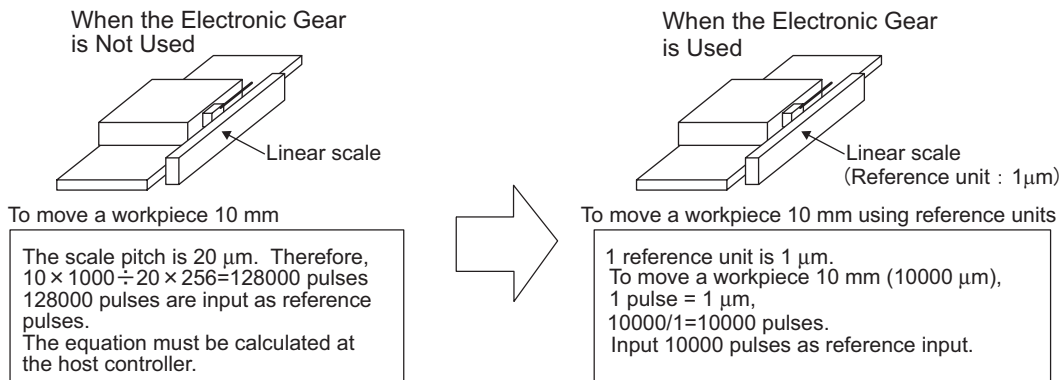 When the Electronic Gear
is Not Used
Linear scale
To move a workpiece 10 mm
The scale pitch is 20 μm. Therefore,
10×1000÷20×256=128000 pulses
128000 pulses are input as reference
pulses.
The equation must be calculated at
the host controller.
When the Electronic Gear
is Used
Linear scale
(Reference unit : 1μm)
To move a workpiece 10 mm using reference units
1 reference unit is 1 μm.
To move a workpiece 10 mm (10000 μm),
1 pulse = 1 μm,
10000/1=10000 pulses.
Input 10000 pulses as reference input.